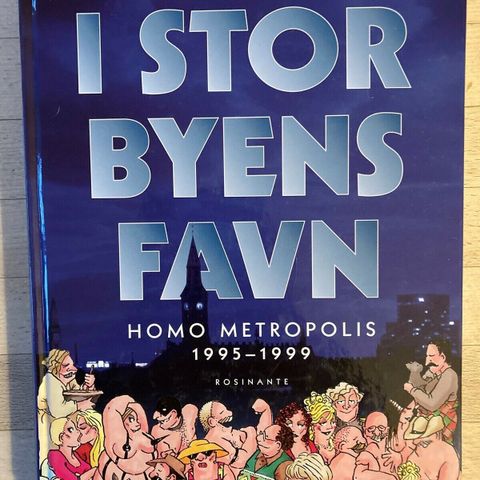 I STOR
BYENS
FAVN
HOMO METROPOLIS
1995–1999
ROSINANTE